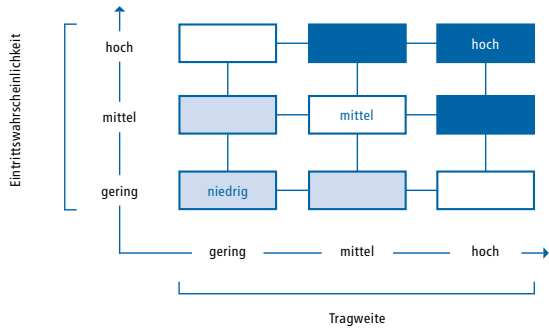 Eintrittswahrscheinlichkeit
hoch
hoch
mittel
mittel
gering
niedrig
gering
mittel
hoch
Tragweite